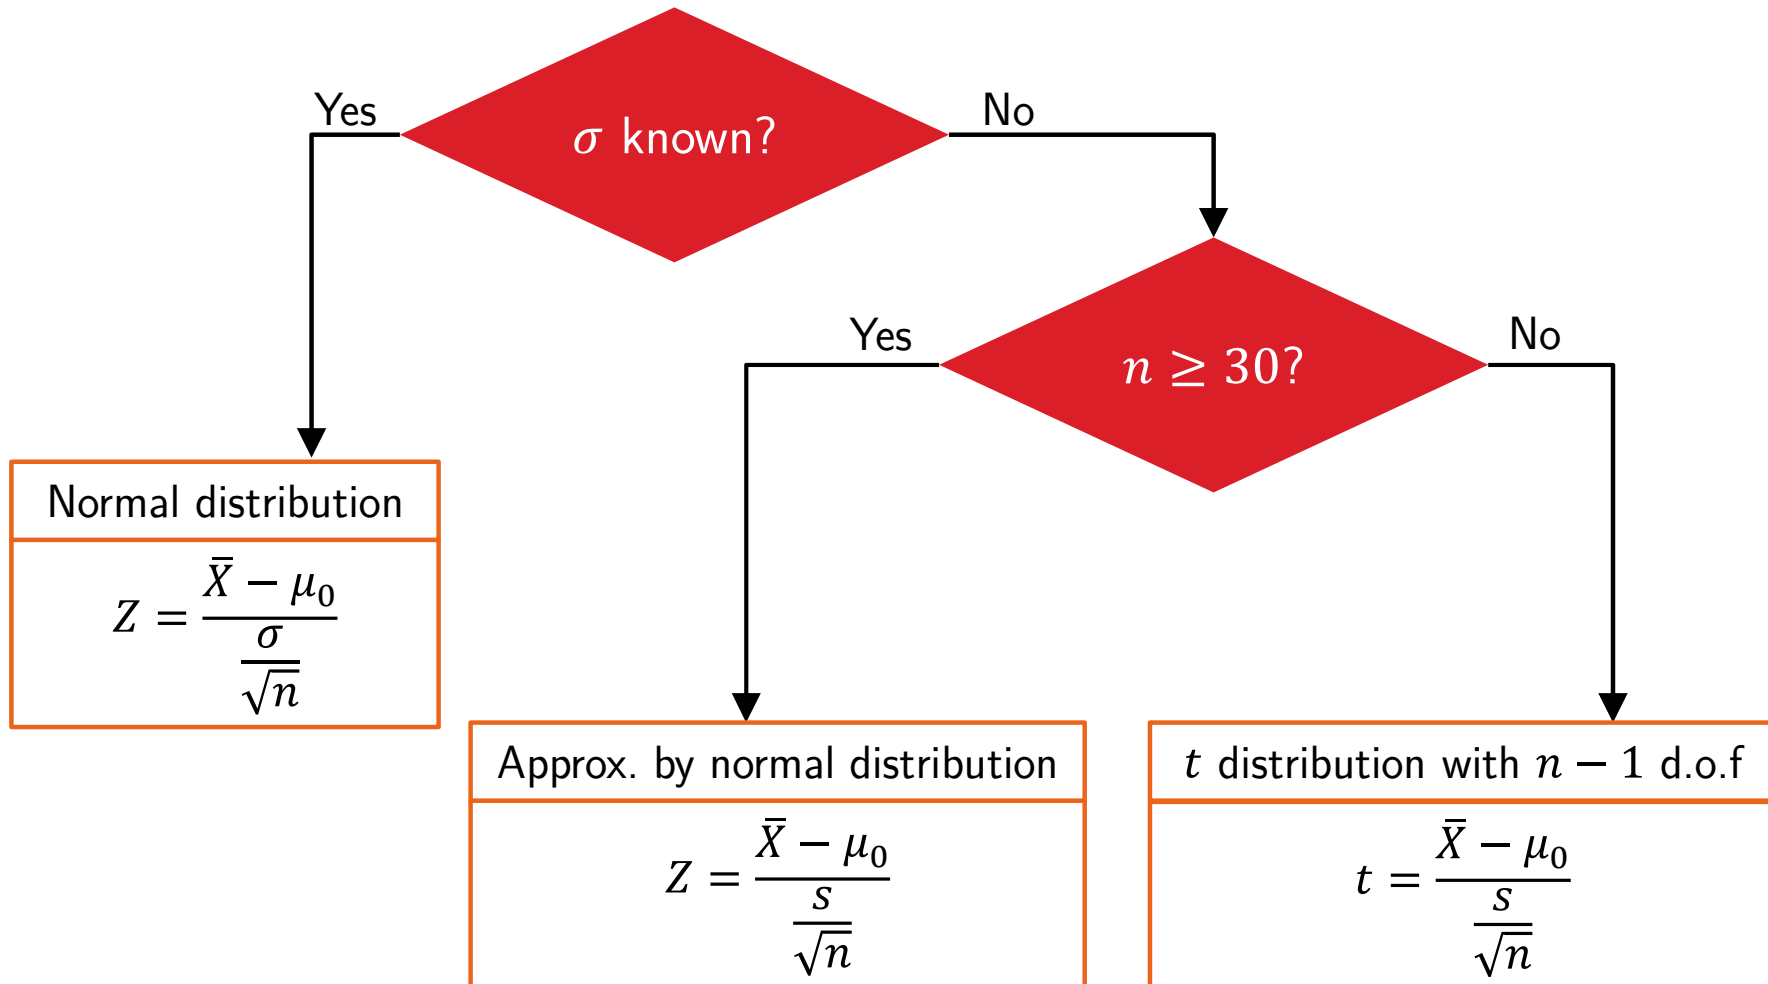 Yes
No
σ known?
Yes
No
n ≥ 30?
Normal distribution
Z = (X̄ − μ₀) / (σ / √n)
Approx. by normal distribution
Z = (X̄ − μ₀) / (s / √n)
t distribution with n − 1 d.o.f
t = (X̄ − μ₀) / (s / √n)